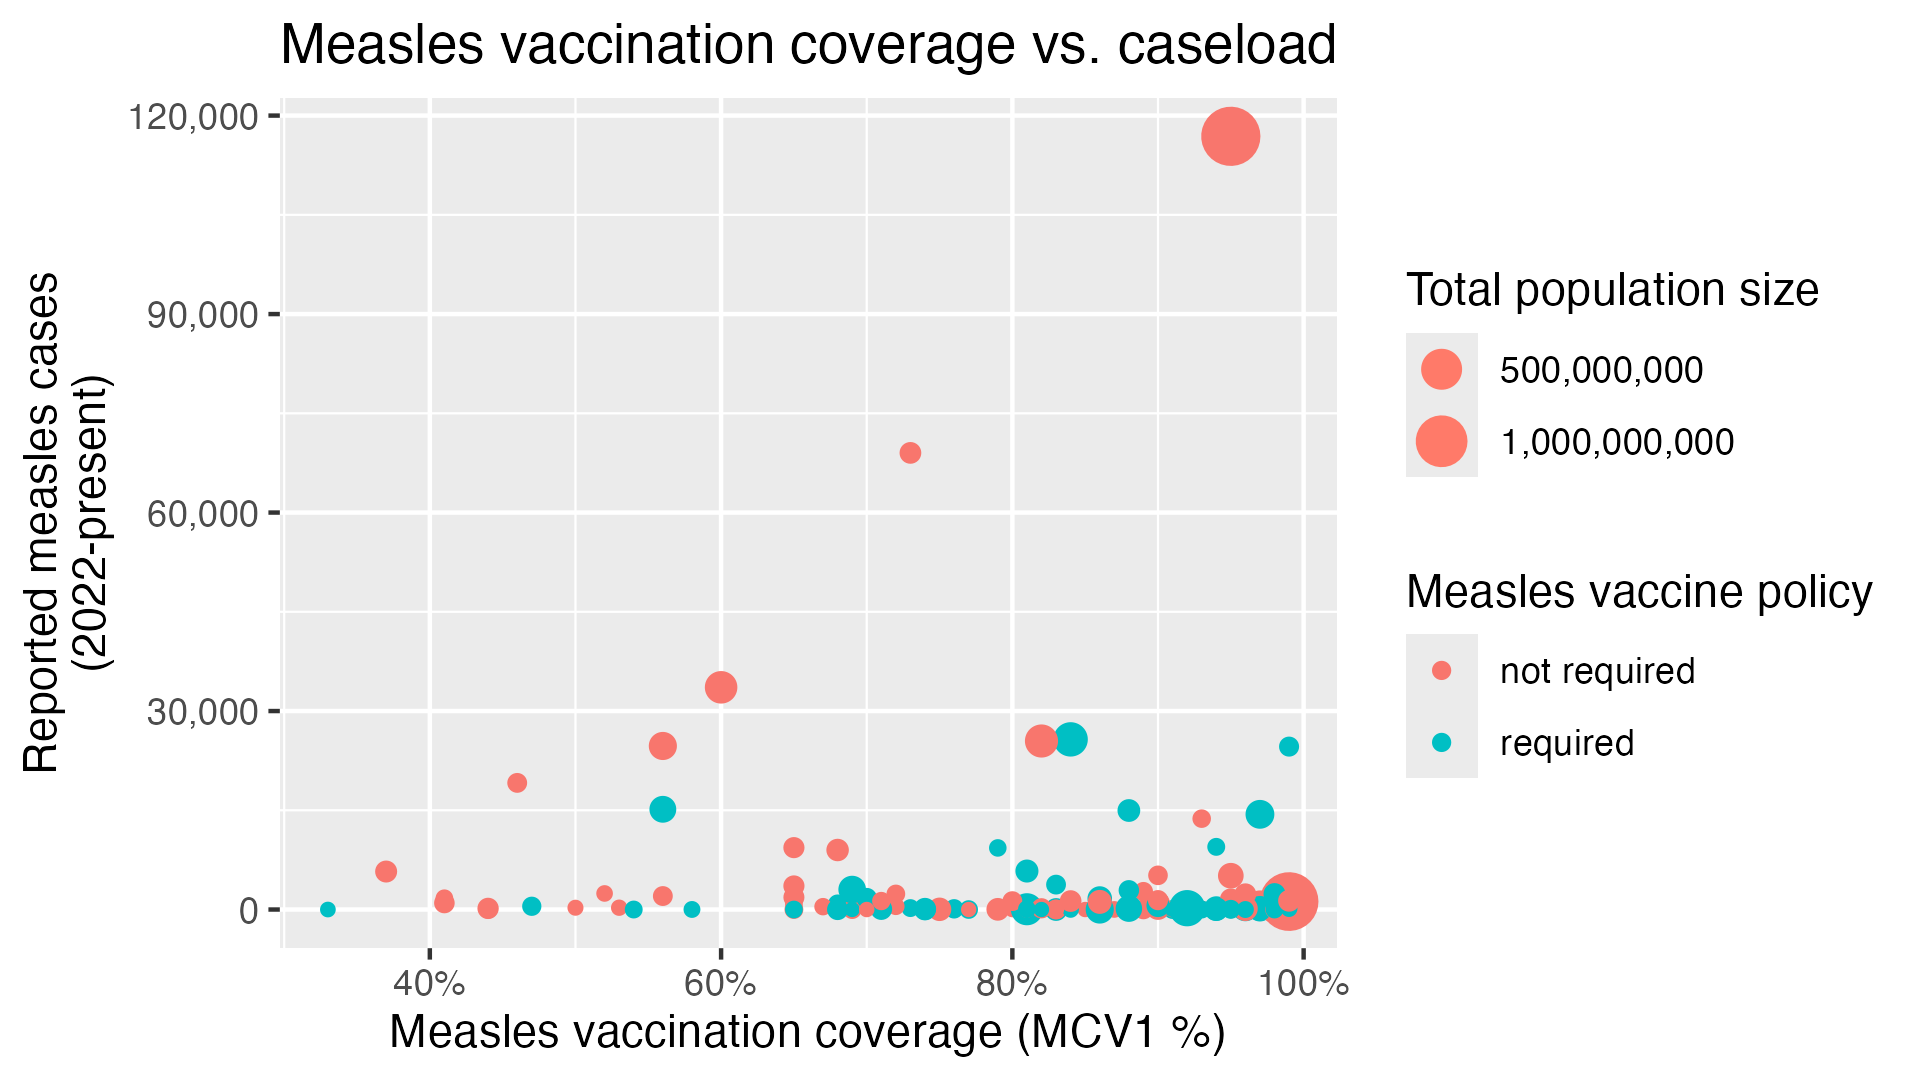 Measles vaccination coverage vs. caseload
Reported measles cases
(2022-present)
120,000
90,000
60,000
30,000
0
40%
60%
80%
100%
Measles vaccination coverage (MCV1 %)
Total population size
500,000,000
1,000,000,000
Measles vaccine policy
not required
required